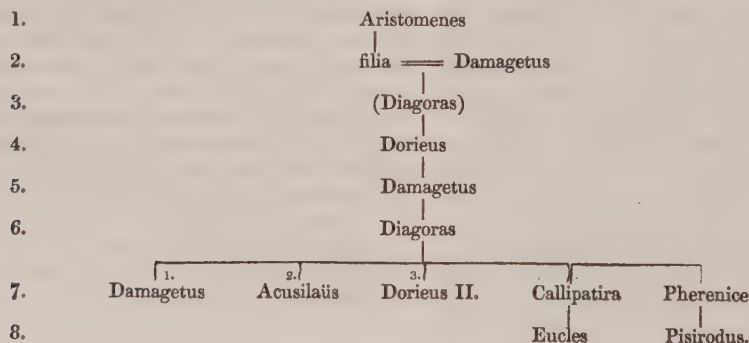 1. Aristomenes
2. filia Damagetus
3. (Diagoras)
4. Dorieus
5. Damagetus
6. Diagoras
1. 2. 3.
7. Damagetus Acusilaüs Dorieus II. Callipatira Pherenice
8. Eucles Pisirodus.